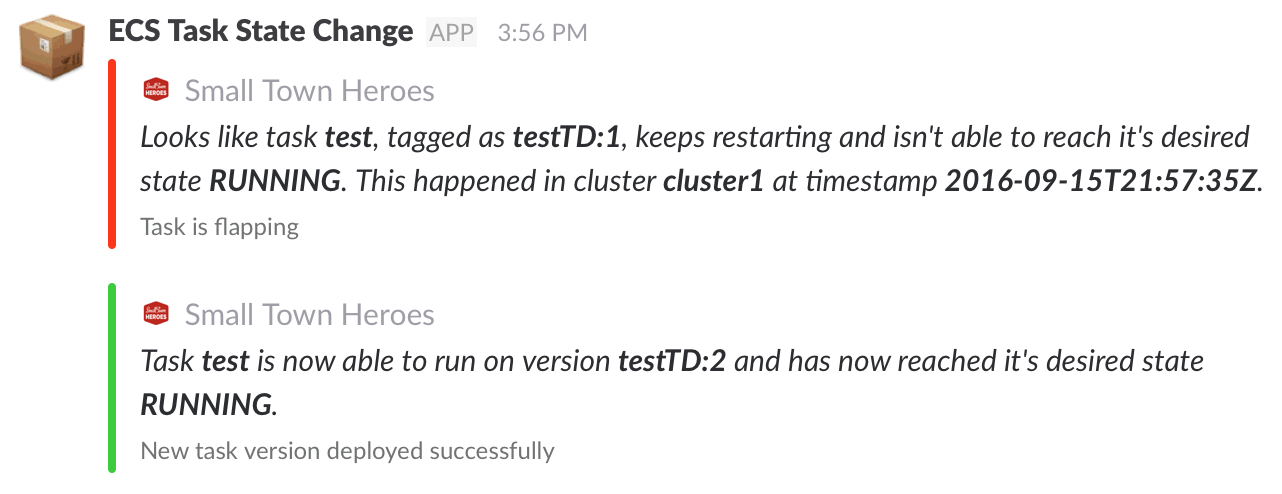 ECS Task State Change APP 3:56 PM
Small Town Heroes
Looks like task test, tagged as testTD:1, keeps restarting and isn't able to reach it's desired
state RUNNING. This happened in cluster cluster1 at timestamp 2016-09-15T21:57:35Z.
Task is flapping
Small Town Heroes
Task test is now able to run on version testTD:2 and has now reached it's desired state
RUNNING.
New task version deployed successfully